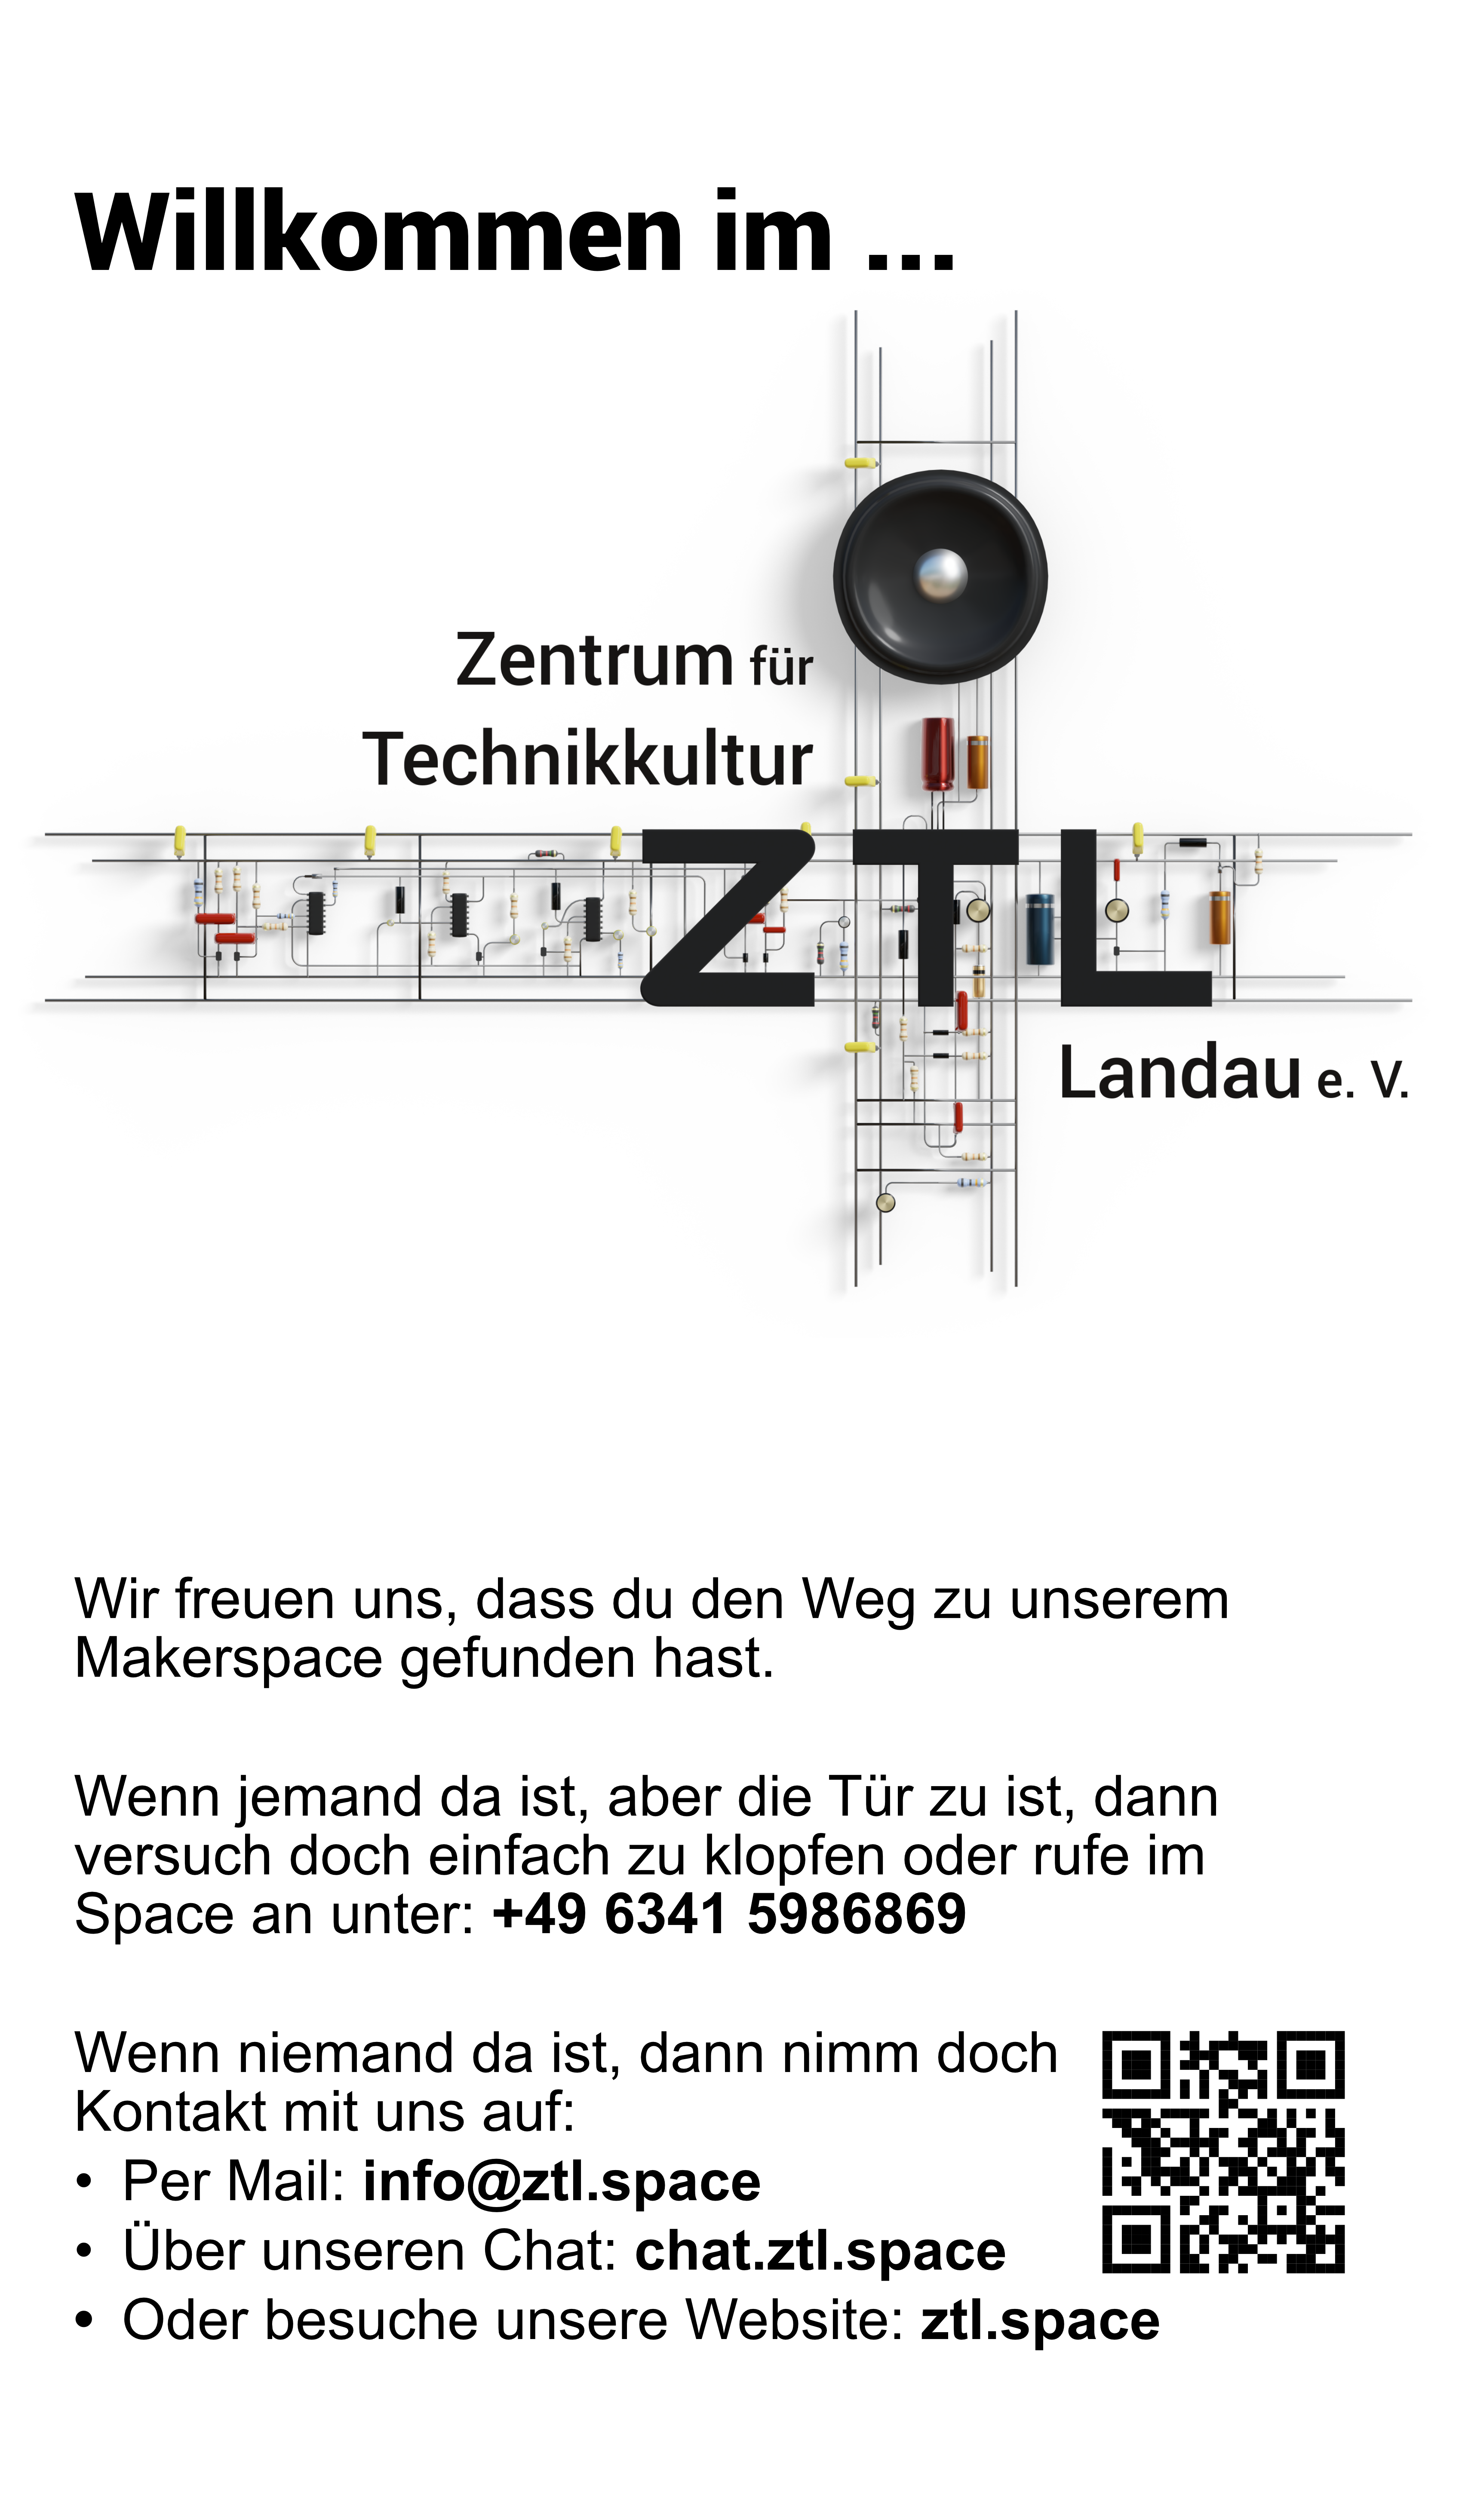 Willkommen im ...
Zentrum für
Technikkultur
ZTL
Landau e. V.
Wir freuen uns, dass du den Weg zu unserem
Makerspace gefunden hast.
Wenn jemand da ist, aber die Tür zu ist, dann
versuch doch einfach zu klopfen oder rufe im
Space an unter: +49 6341 5986869
Wenn niemand da ist, dann nimm doch
Kontakt mit uns auf:
• Per Mail: info@ztl.space
• Über unseren Chat: chat.ztl.space
• Oder besuche unsere Website: ztl.space